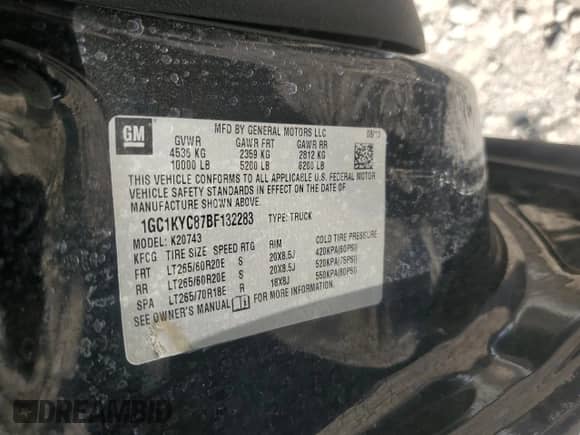 GM
MFD BY GENERAL MOTORS LLC
GVWR GAWR FRT GAWR RR
4536 KG 2359 KG 2812 KG
10000 LB 5200 LB 6200 LB
THIS VEHICLE CONFORMS TO ALL APPLICABLE U.S. FEDERAL MOTOR
VEHICLE SAFETY STANDARDS IN EFFECT ON THE DATE OF
MANUFACTURE SHOWN ABOVE.
1GC1KYC87BF132283 TYPE: TRUCK
MODEL: K20743
KFCG TIRE SIZE SPEED RTG RIM COLD TIRE PRESSURE
FRT LT265/60R20E S 20X8.5J 420KPA(60PSI)
RR LT265/60R20E S 20X8.5J 520KPA(75PSI)
SPA LT265/70R18E R 18X8J 550KPA(80PSI)
SEE OWNER'S MANUAL FOR MORE INFORMATION.
DREAMBID